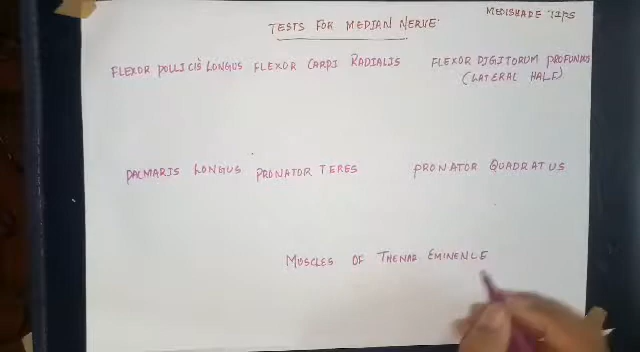 MEDISHADE TIPS
TESTS FOR MEDIAN NERVE
FLEXOR POLLICIS LONGUS FLEXOR CARPI RADIALIS FLEXOR DIGITORUM PROFUNDUS
(LATERAL HALF)
PALMARIS LONGUS PRONATOR TERES PRONATOR QUADRATUS
MUSCLES OF THENAR EMINENCE